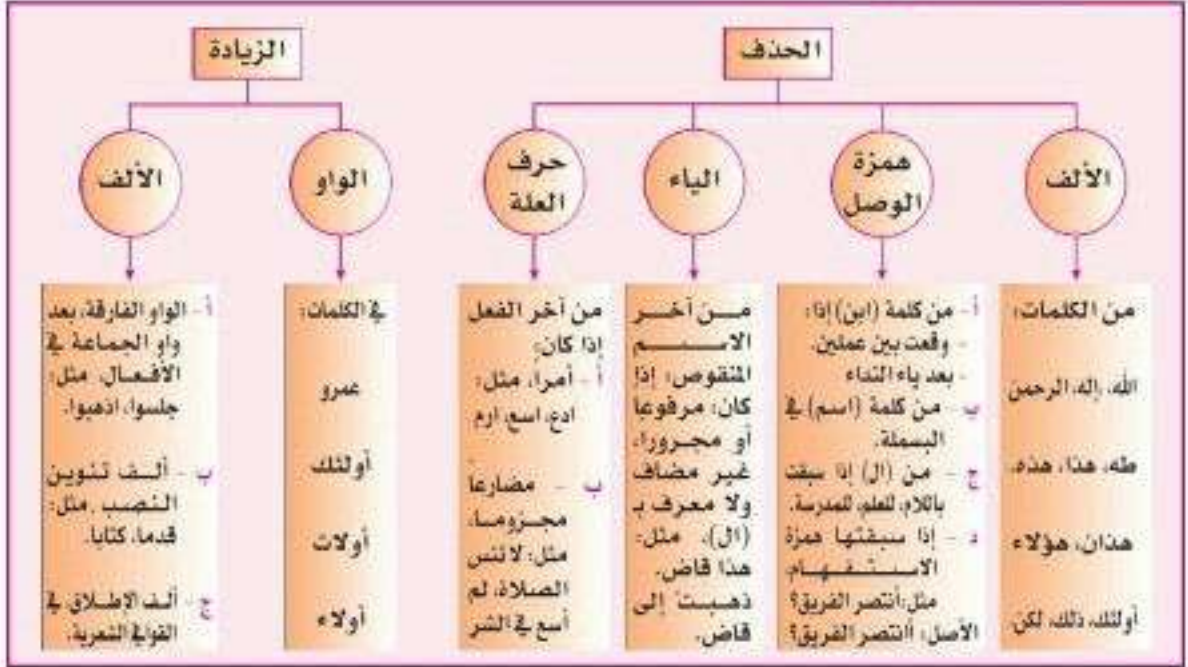 الحذف
الزيادة
الألف
همزة
الوصل
الياء
حرف
العلة
الواو
الألف
من الكلمات:
الله، إله، الرحمن
طه، هذا، هذه،
هذان، هؤلاء
أولئك، ذلك، لكن.
أ- من كلمة (ابن) إذا:
- وقعت بين عملين.
- بعد ياء النداء
ب- من كلمة (اسم) في
البسملة.
ج - من (ال) إذا سبقت
باللام، للعلم، للمدرسة.
د - إذا سبقتها همزة
الاستفهام،
مثل: أنتصر الفريق؟
الأصل: أانتصر الفريق؟
من آخر
الاسم
المنقوص: إذا
كان: مرفوعا
أو مجرورا،
غير مضاف
ولا معرف بـ
(ال)، مثل:
هذا قاض.
ذهبت إلى
قاض.
من آخر الفعل
إذا كان:
أ - أمرا، مثل:
ادع، اسع، ارم
ب - مضارعاً
مجزوما،
مثل: لا تنس
الصلاة، لم
أسع في الشر
في الكلمات:
عمرو
أولئك
أولات
أولاء
أ- الواو الفارقة، بعد
واو الجماعة في
الأفعال، مثل:
جلسوا، اذهبوا.
ب - ألف تنوين
النصب، مثل:
قدما، كتابا.
ج - ألف الإطلاق في
القوافي الشعرية.